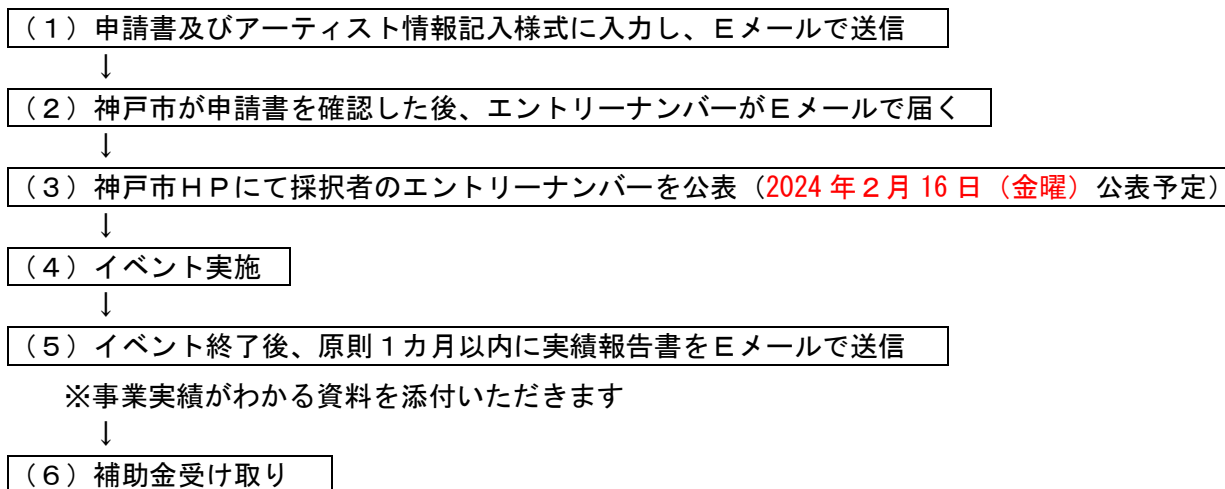 （１）申請書及びアーティスト情報記入様式に入力し、Ｅメールで送信
↓
（２）神戸市が申請書を確認した後、エントリーナンバーがＥメールで届く
↓
（３）神戸市ＨＰにて採択者のエントリーナンバーを公表（2024年２月16日（金曜）公表予定）
↓
（４）イベント実施
↓
（５）イベント終了後、原則１カ月以内に実績報告書をＥメールで送信
※事業実績がわかる資料を添付いただきます
↓
（６）補助金受け取り